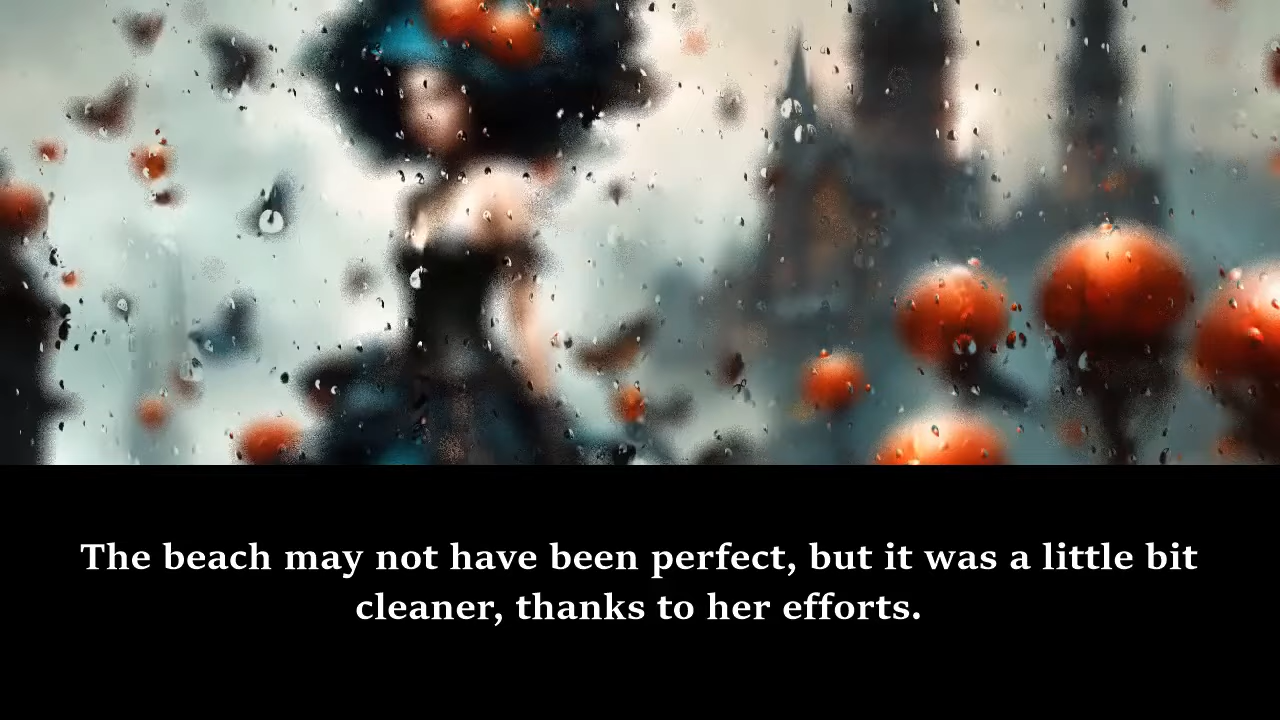 The beach may not have been perfect, but it was a little bit
cleaner, thanks to her efforts.